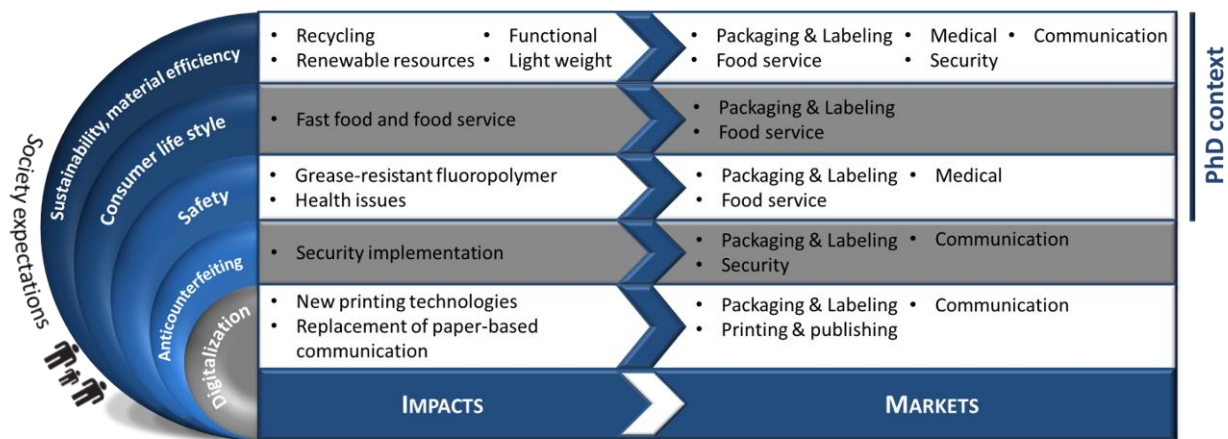 Society expectations
Sustainability, material efficiency
• Recycling
• Renewable resources
• Functional
• Light weight
• Packaging & Labeling
• Food service
• Medical
• Security
• Communication
Consumer life style
• Fast food and food service
• Packaging & Labeling
• Food service
Safety
• Grease-resistant fluoropolymer
• Health issues
• Packaging & Labeling
• Food service
• Medical
Anticounterfeiting
• Security implementation
• Packaging & Labeling
• Security
• Communication
Digitalization
• New printing technologies
• Replacement of paper-based
communication
• Packaging & Labeling
• Printing & publishing
• Communication
IMPACTS
MARKETS
PhD context